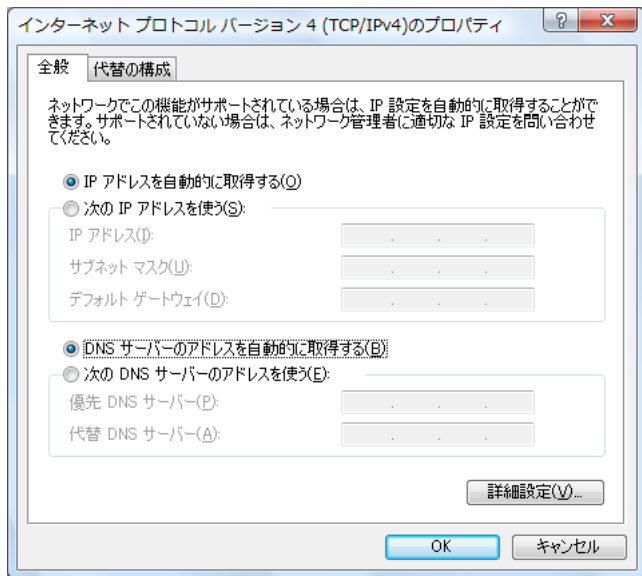 インターネット プロトコル バージョン 4 (TCP/IPv4)のプロパティ
全般
代替の構成
ネットワークでこの機能がサポートされている場合は、IP 設定を自動的に取得することがで
きます。サポートされていない場合は、ネットワーク管理者に適切な IP 設定を問い合わせ
てください。
IP アドレスを自動的に取得する(O)
次の IP アドレスを使う(S):
IP アドレス(I):
サブネット マスク(U):
デフォルト ゲートウェイ(D):
DNS サーバーのアドレスを自動的に取得する(B)
次の DNS サーバーのアドレスを使う(E):
優先 DNS サーバー(P):
代替 DNS サーバー(A):
詳細設定(V)...
OK
キャンセル